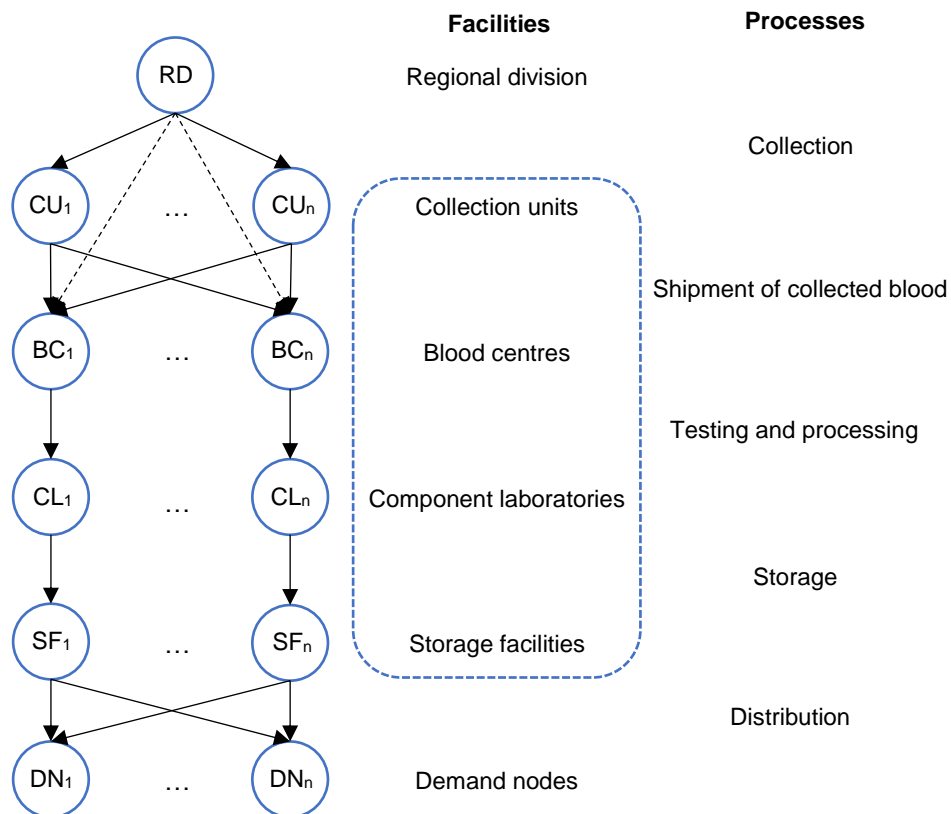 Facilities
Processes
RD
Regional division
Collection
CU₁
…
CUₙ
Collection units
Shipment of collected blood
BC₁
…
BCₙ
Blood centres
Testing and processing
CL₁
…
CLₙ
Component laboratories
Storage
SF₁
…
SFₙ
Storage facilities
Distribution
DN₁
…
DNₙ
Demand nodes